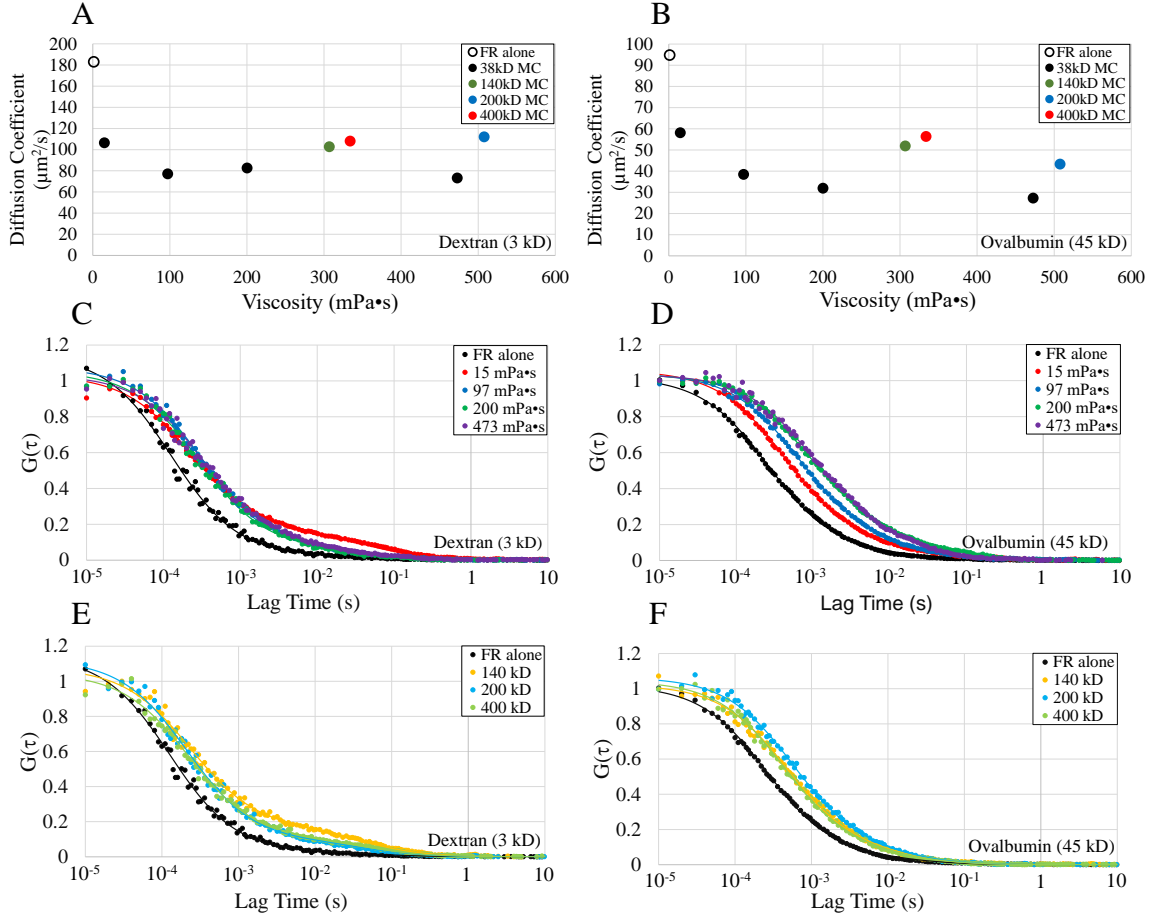 A
Diffusion Coefficient
(µm²/s)
200
180
160
140
120
100
80
60
40
20
0
0 100 200 300 400 500 600
Viscosity (mPa•s)
FR alone
38kD MC
140kD MC
200kD MC
400kD MC
Dextran (3 kD)
B
Diffusion Coefficient
(µm²/s)
100
90
80
70
60
50
40
30
20
10
0
0 100 200 300 400 500 600
Viscosity (mPa•s)
FR alone
38kD MC
140kD MC
200kD MC
400kD MC
Ovalbumin (45 kD)
C
G(τ)
1.2
1
0.8
0.6
0.4
0.2
0
10⁻⁵ 10⁻⁴ 10⁻³ 10⁻² 10⁻¹ 1 10
Lag Time (s)
FR alone
15 mPa•s
97 mPa•s
200 mPa•s
473 mPa•s
Dextran (3 kD)
D
G(τ)
1.2
1
0.8
0.6
0.4
0.2
0
10⁻⁵ 10⁻⁴ 10⁻³ 10⁻² 10⁻¹ 1 10
Lag Time (s)
FR alone
15 mPa•s
97 mPa•s
200 mPa•s
473 mPa•s
Ovalbumin (45 kD)
E
G(τ)
1.2
1
0.8
0.6
0.4
0.2
0
10⁻⁵ 10⁻⁴ 10⁻³ 10⁻² 10⁻¹ 1 10
Lag Time (s)
FR alone
140 kD
200 kD
400 kD
Dextran (3 kD)
F
G(τ)
1.2
1
0.8
0.6
0.4
0.2
0
10⁻⁵ 10⁻⁴ 10⁻³ 10⁻² 10⁻¹ 1 10
Lag Time (s)
FR alone
140 kD
200 kD
400 kD
Ovalbumin (45 kD)